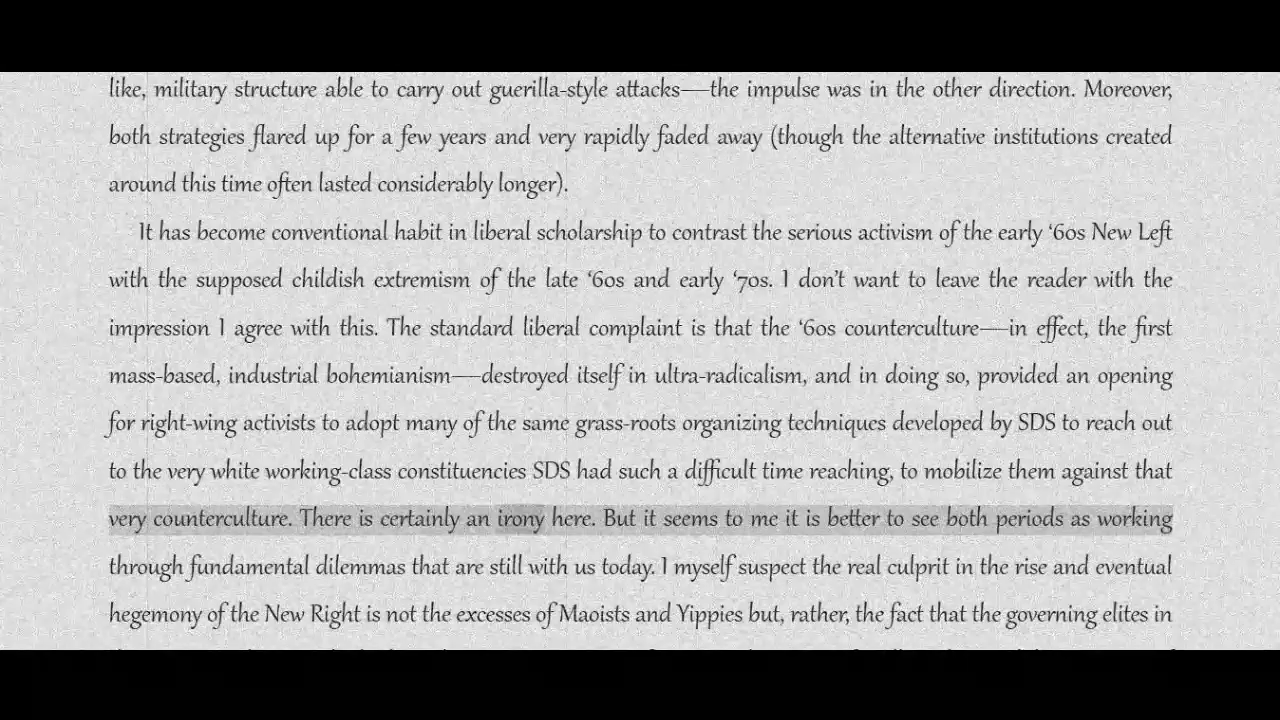 like, military structure able to carry out guerilla-style attacks—the impulse was in the other direction. Moreover,
both strategies flared up for a few years and very rapidly faded away (though the alternative institutions created
around this time often lasted considerably longer).
It has become conventional habit in liberal scholarship to contrast the serious activism of the early ‘60s New Left
with the supposed childish extremism of the late ‘60s and early ‘70s. I don’t want to leave the reader with the
impression I agree with this. The standard liberal complaint is that the ‘60s counterculture—in effect, the first
mass-based, industrial bohemianism—destroyed itself in ultra-radicalism, and in doing so, provided an opening
for right-wing activists to adopt many of the same grass-roots organizing techniques developed by SDS to reach out
to the very white working-class constituencies SDS had such a difficult time reaching, to mobilize them against that
very counterculture. There is certainly an irony here. But it seems to me it is better to see both periods as working
through fundamental dilemmas that are still with us today. I myself suspect the real culprit in the rise and eventual
hegemony of the New Right is not the excesses of Maoists and Yippies but, rather, the fact that the governing elites in